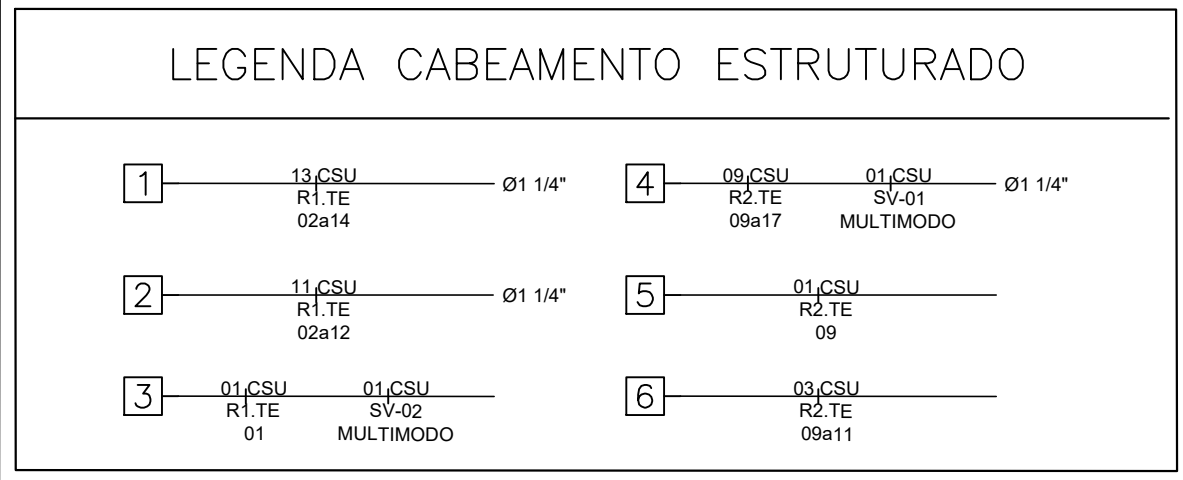 LEGENDA CABEAMENTO ESTRUTURADO
1
13 CSU
R1.TE
02a14
Ø1 1/4"
2
11 CSU
R1.TE
02a12
Ø1 1/4"
3
01 CSU
R1.TE
01
01 CSU
SV-02
MULTIMODO
4
09 CSU
R2.TE
09a17
01 CSU
SV-01
MULTIMODO
Ø1 1/4"
5
01 CSU
R2.TE
09
6
03 CSU
R2.TE
09a11